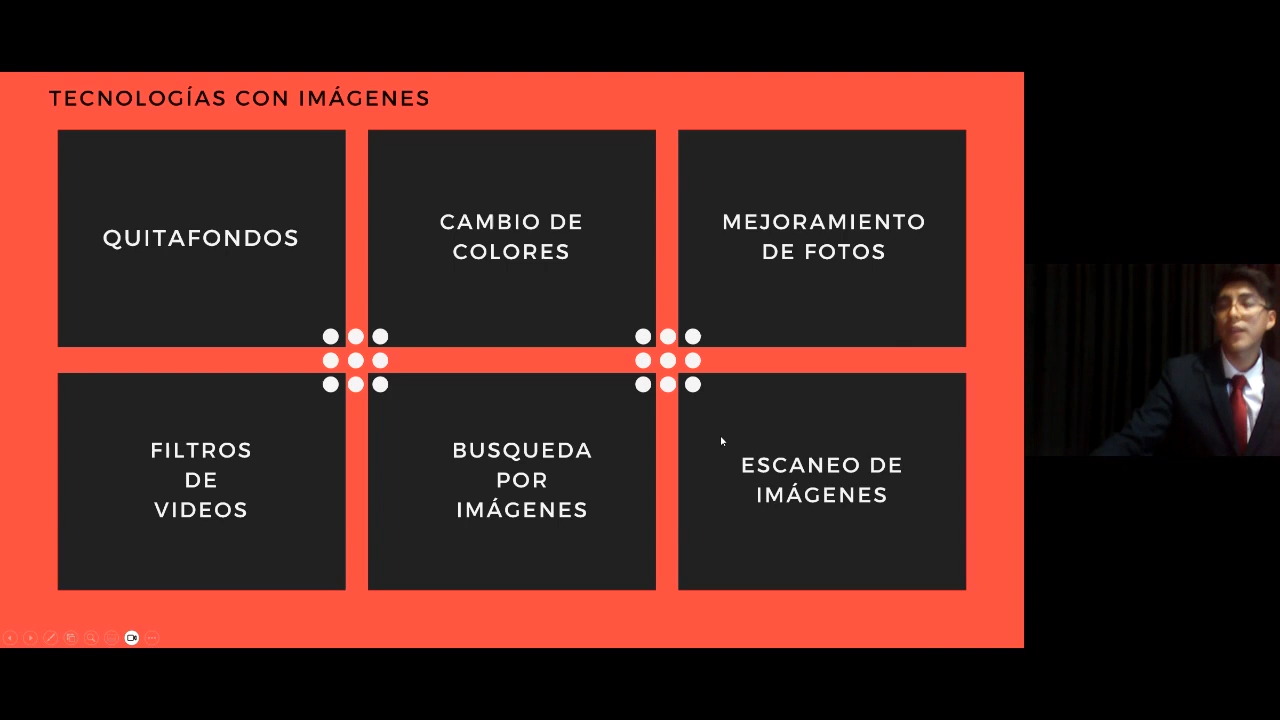 TECNOLOGÍAS CON IMÁGENES
QUITAFONDOS
CAMBIO DE
COLORES
MEJORAMIENTO
DE FOTOS
FILTROS
DE
VIDEOS
BUSQUEDA
POR
IMÁGENES
ESCANEO DE
IMÁGENES